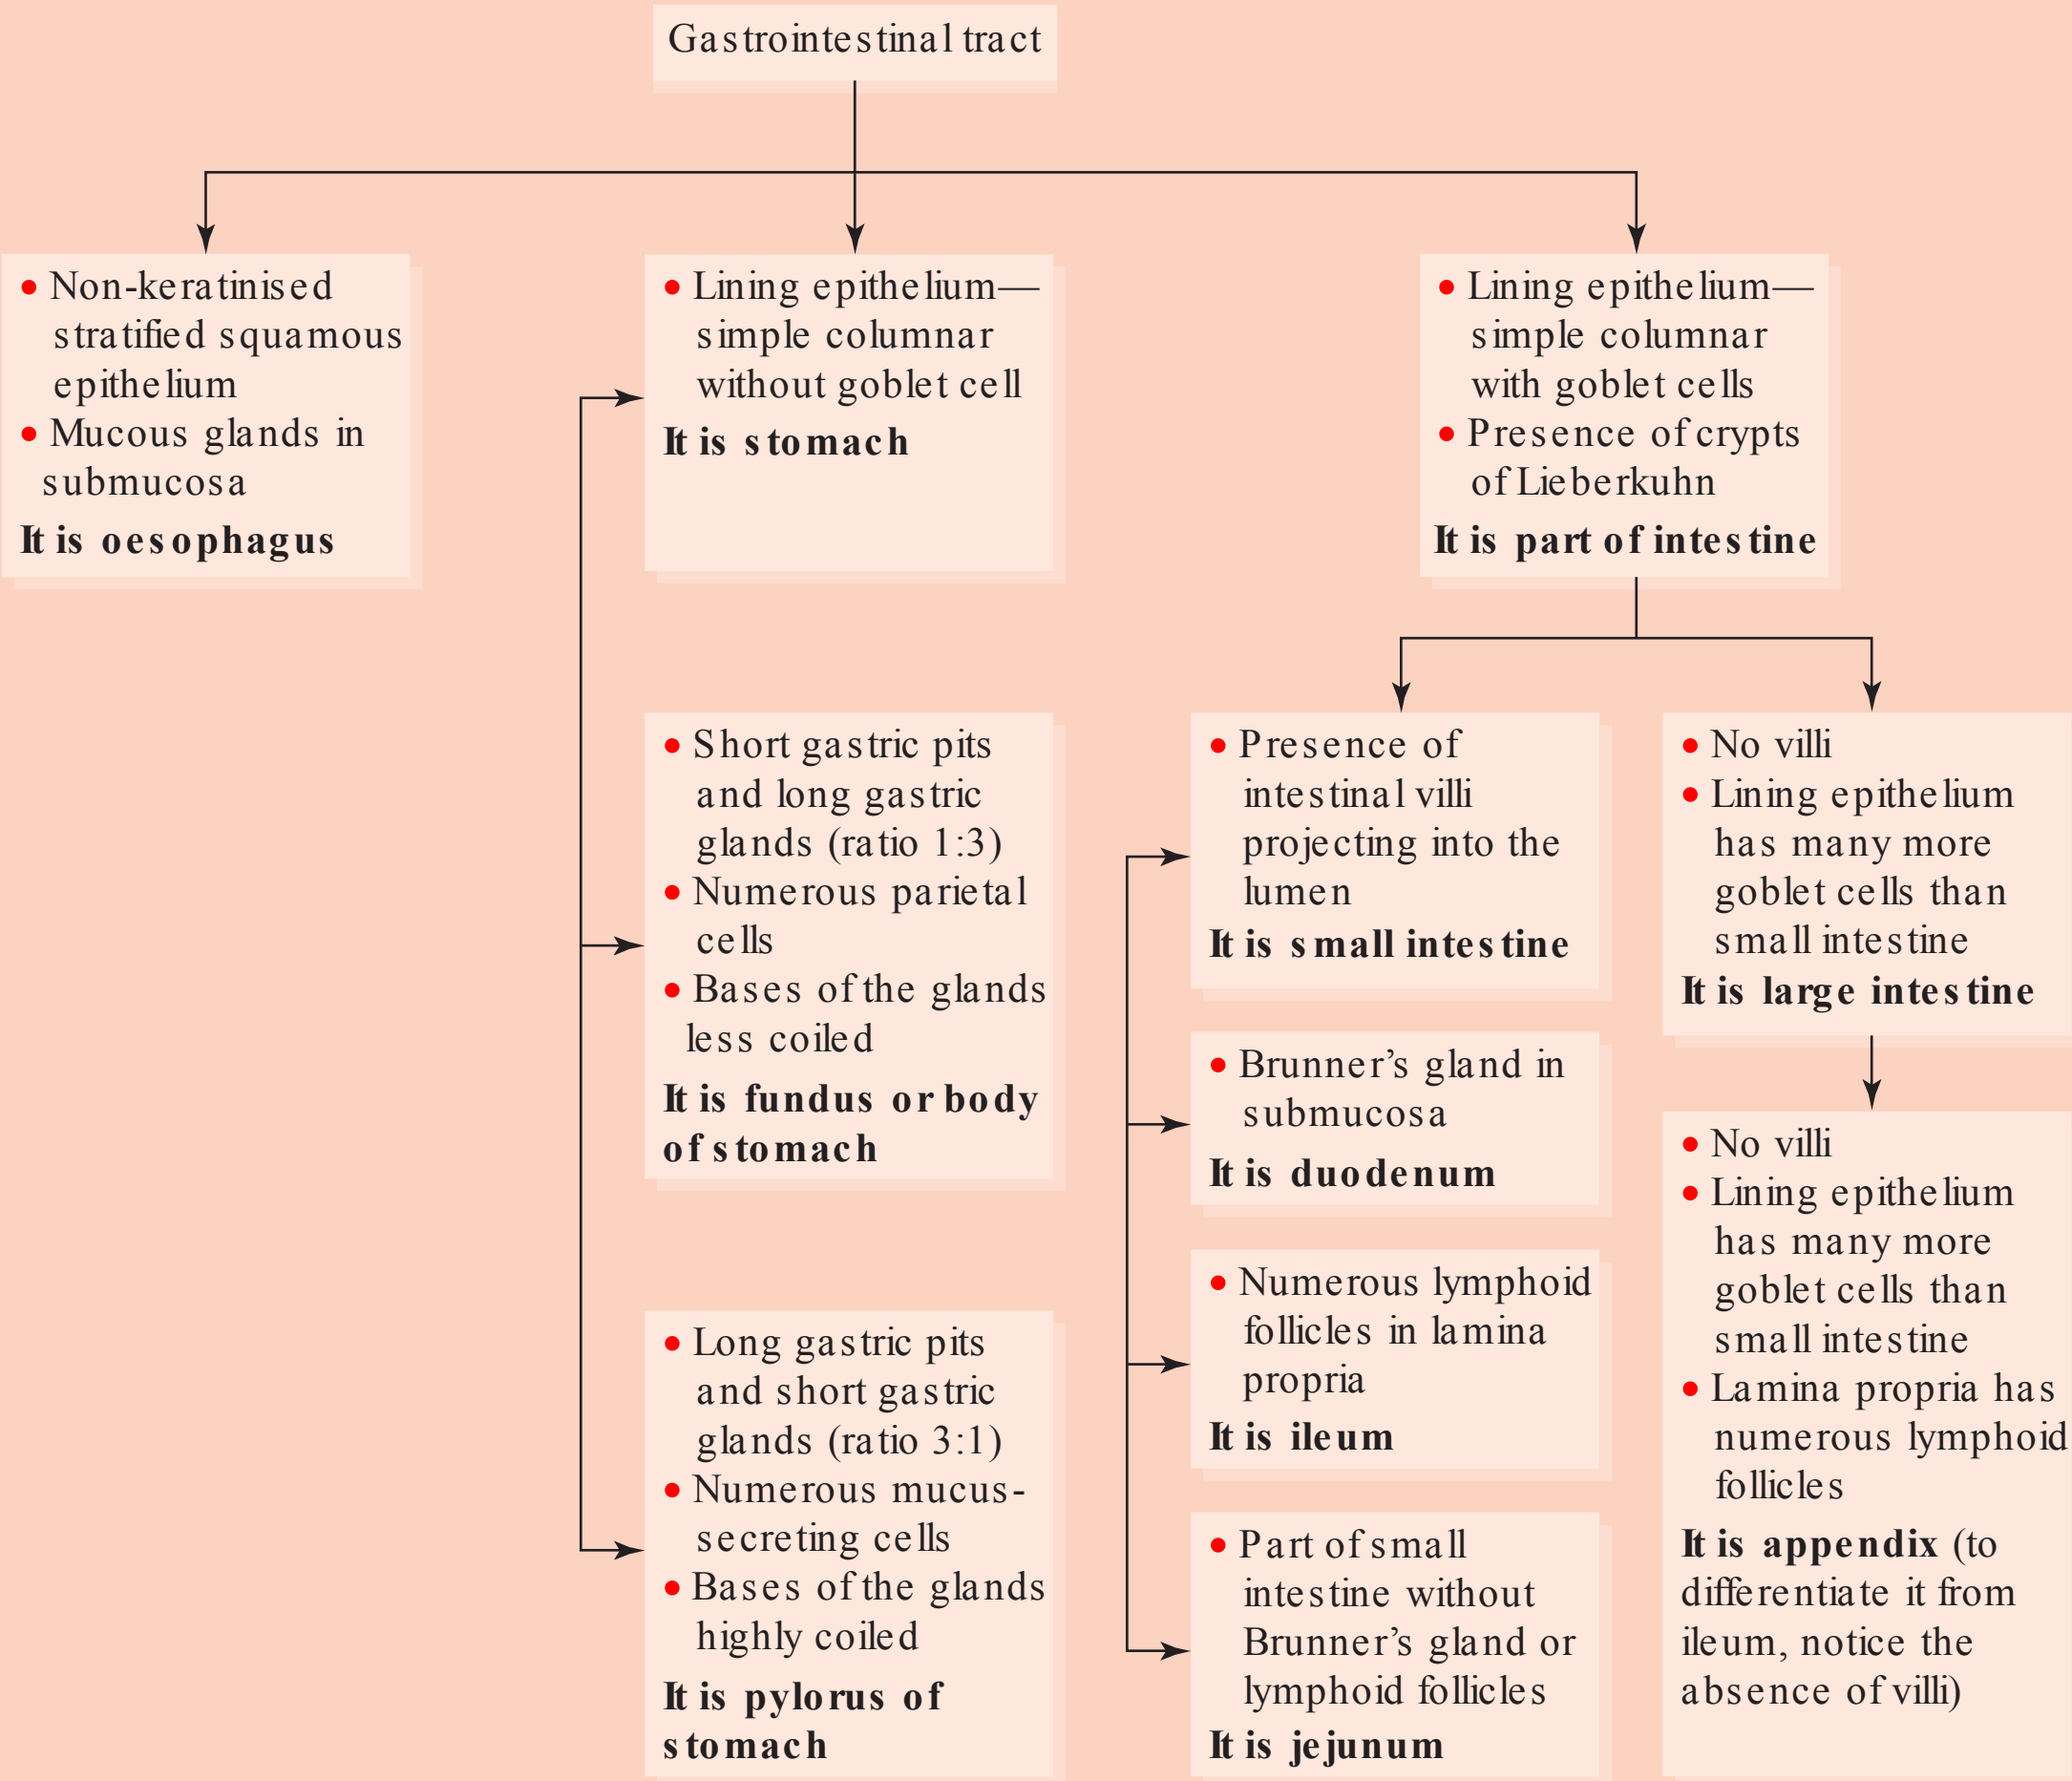 Gastrointestinal tract
• Non-keratinised
stratified squamous
epithelium
• Mucous glands in
submucosa
It is oesophagus
• Lining epithelium—
simple columnar
without goblet cell
It is stomach
• Lining epithelium—
simple columnar
with goblet cells
• Presence of crypts
of Lieberkuhn
It is part of intestine
• Short gastric pits
and long gastric
glands (ratio 1:3)
• Numerous parietal
cells
• Bases of the glands
less coiled
It is fundus or body
of stomach
• Long gastric pits
and short gastric
glands (ratio 3:1)
• Numerous mucus-
secreting cells
• Bases of the glands
highly coiled
It is pylorus of
stomach
• Presence of
intestinal villi
projecting into the
lumen
It is small intestine
• Brunner’s gland in
submucosa
It is duodenum
• Numerous lymphoid
follicles in lamina
propria
It is ileum
• Part of small
intestine without
Brunner’s gland or
lymphoid follicles
It is jejunum
• No villi
• Lining epithelium
has many more
goblet cells than
small intestine
It is large intestine
• No villi
• Lining epithelium
has many more
goblet cells than
small intestine
• Lamina propria has
numerous lymphoid
follicles
It is appendix (to
differentiate it from
ileum, notice the
absence of villi)